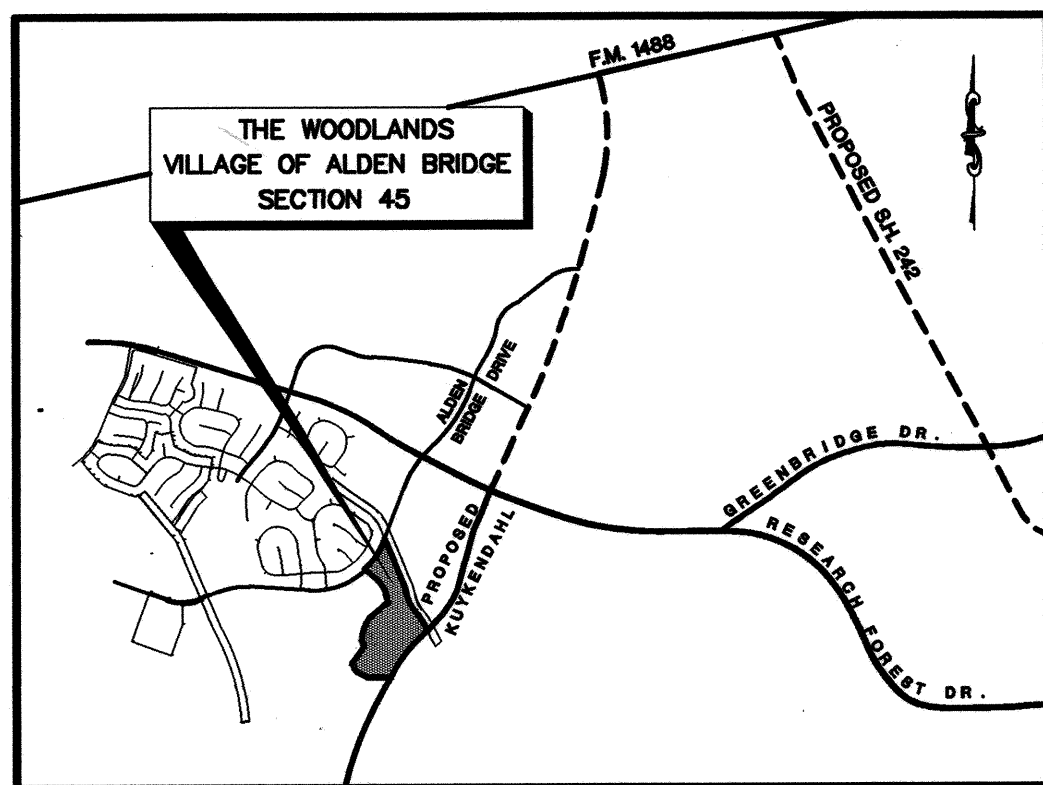 F.M. 1488
THE WOODLANDS
VILLAGE OF ALDEN BRIDGE
SECTION 45
PROPOSED S.H. 242
ALDEN
BRIDGE DRIVE
GREENBRIDGE DR.
PROPOSED
KUYKENDAHL
RESEARCH FOREST DR.